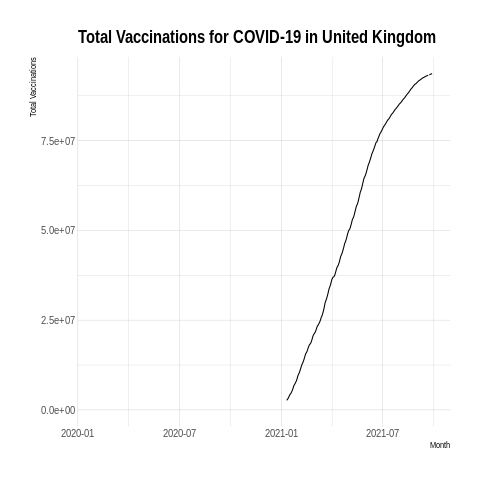 Total Vaccinations for COVID-19 in United Kingdom
Total Vaccinations
7.5e+07
5.0e+07
2.5e+07
0.0e+00
2020-01 2020-07 2021-01 2021-07
Month